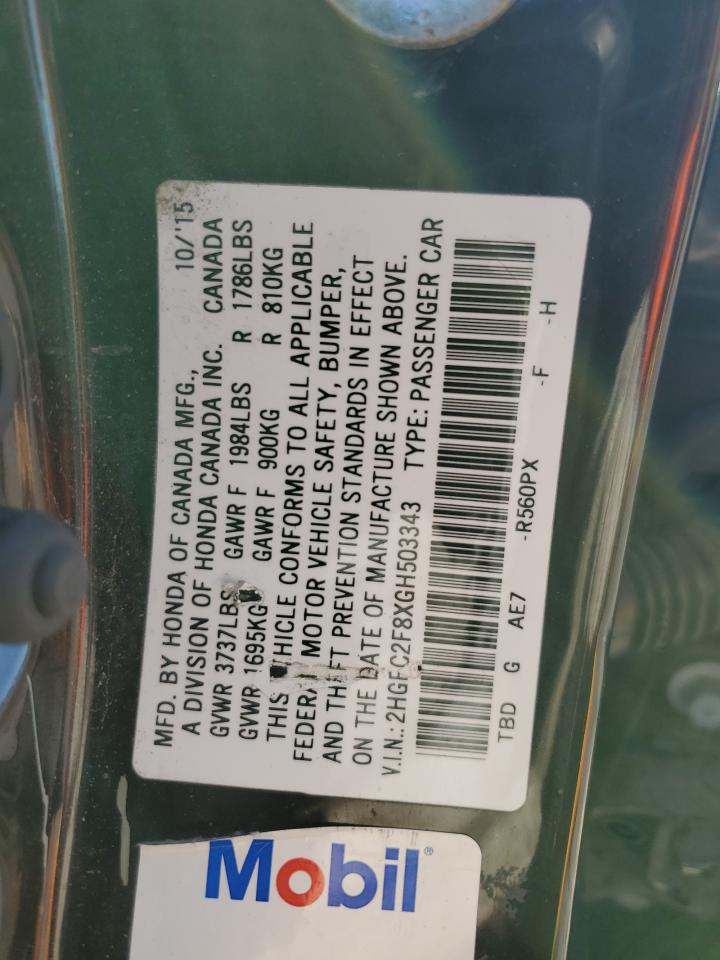 MFD. BY HONDA OF CANADA MFG., 10/'15
A DIVISION OF HONDA CANADA INC. CANADA
GVWR 3737LBS GAWR F 1984LBS R 1786LBS
GVWR 1695KG GAWR F 900KG R 810KG
THIS VEHICLE CONFORMS TO ALL APPLICABLE
FEDERAL MOTOR VEHICLE SAFETY, BUMPER,
AND THEFT PREVENTION STANDARDS IN EFFECT
ON THE DATE OF MANUFACTURE SHOWN ABOVE.
V.I.N.: 2HGFC2F8XGH503343 TYPE: PASSENGER CAR
TBD G AE7 -R560PX -F -H
Mobil®